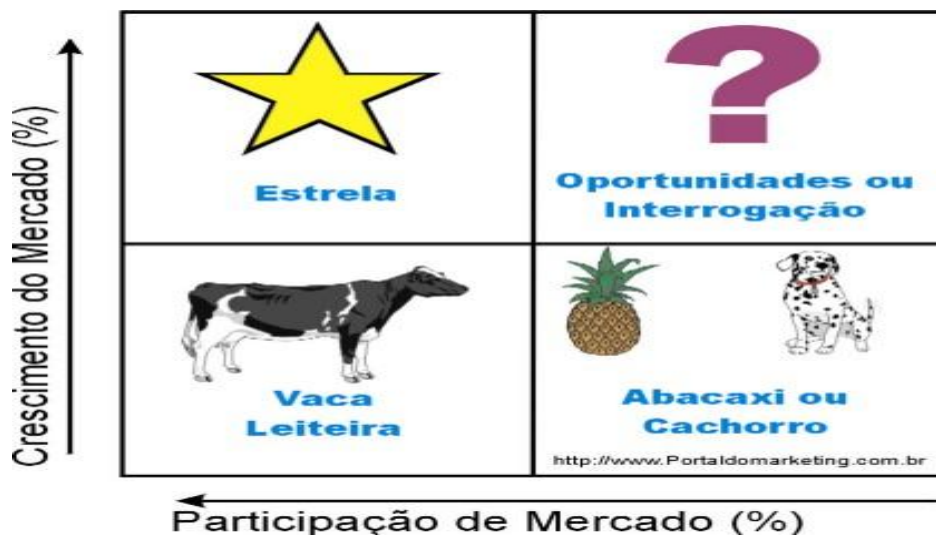 Crescimento do Mercado (%)
?
Estrela
Oportunidades ou
Interrogação
Vaca
Leiteira
Abacaxi ou
Cachorro
http://www.Portaldomarketing.com.br
Participação de Mercado (%)